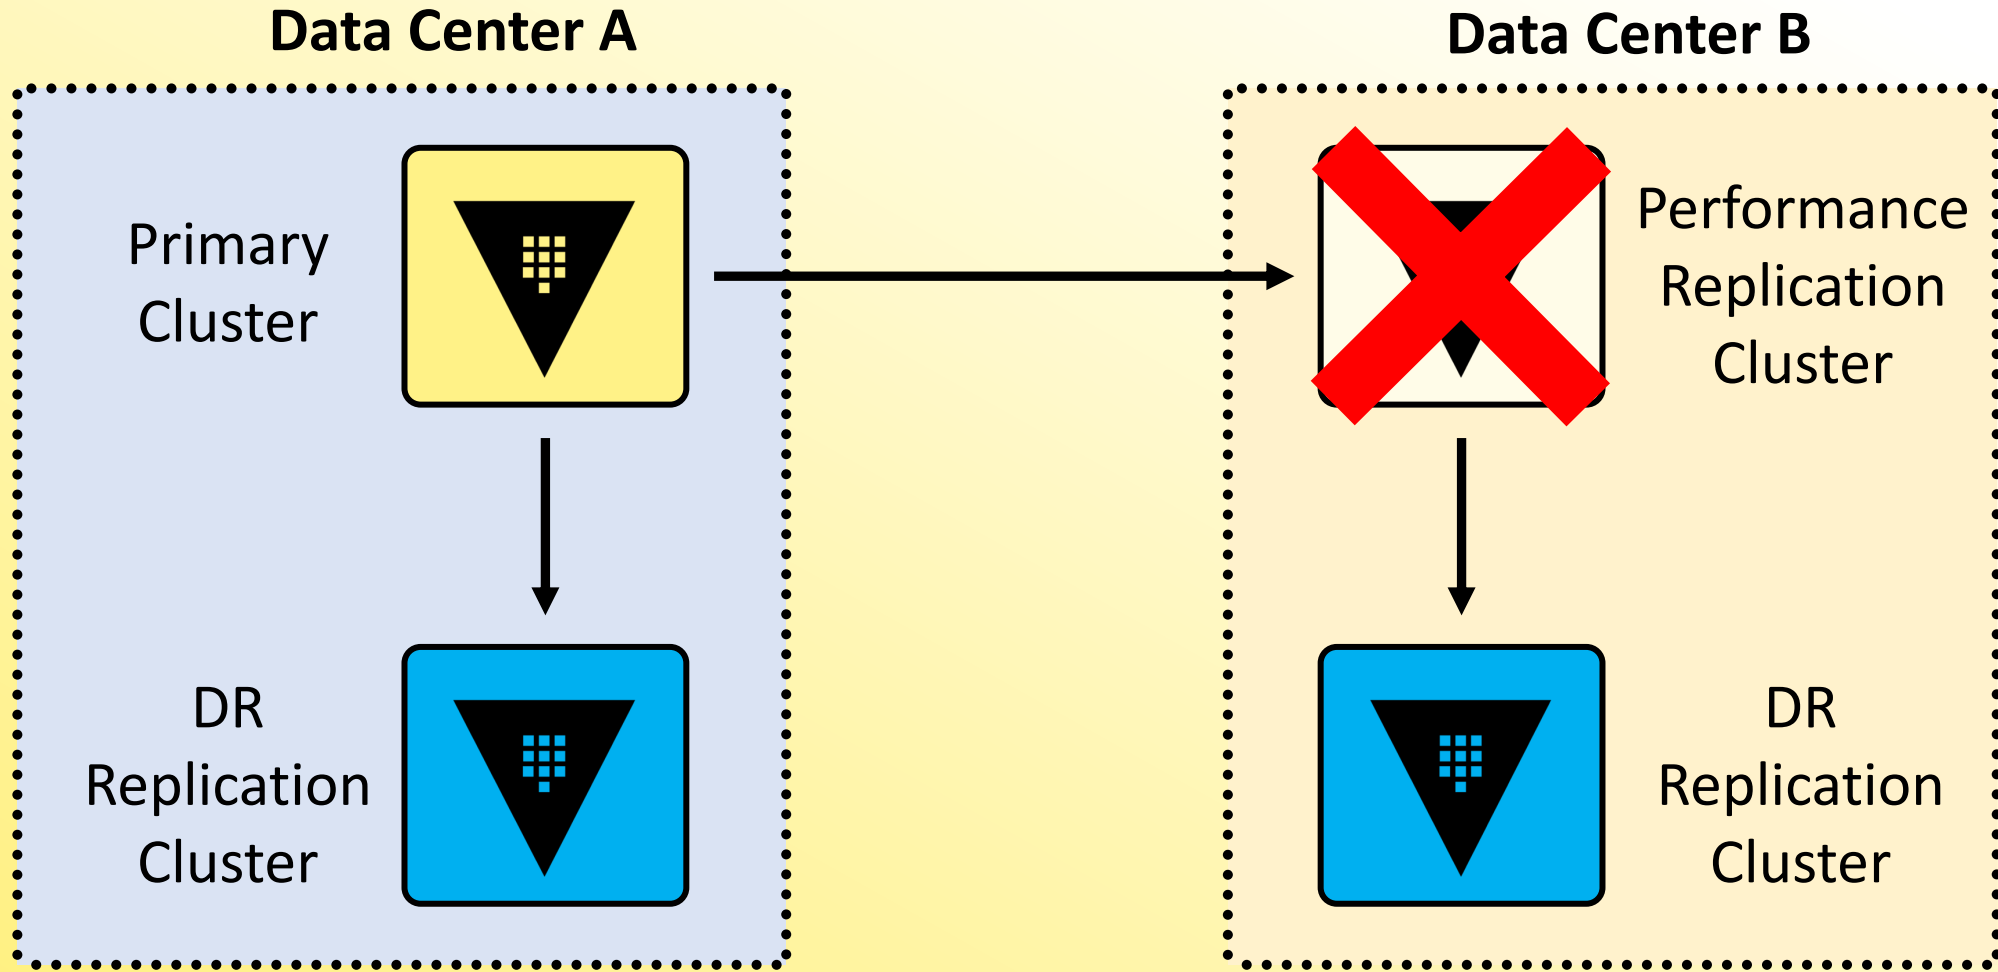 Data Center A
Data Center B
Primary
Cluster
Performance
Replication
Cluster
DR
Replication
Cluster
DR
Replication
Cluster